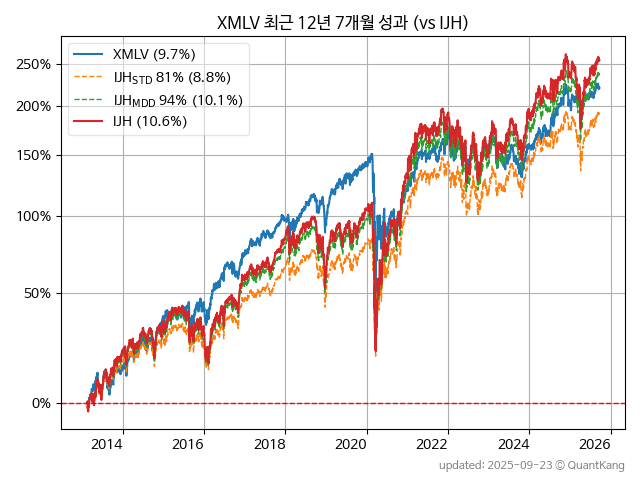 XMLV 최근 12년 7개월 성과 (vs IJH)
XMLV (9.7%)
IJH_STD 81% (8.8%)
IJH_MDD 94% (10.1%)
IJH (10.6%)
250%
200%
150%
100%
50%
0%
2014 2016 2018 2020 2022 2024 2026
updated: 2025-09-23 © QuantKang